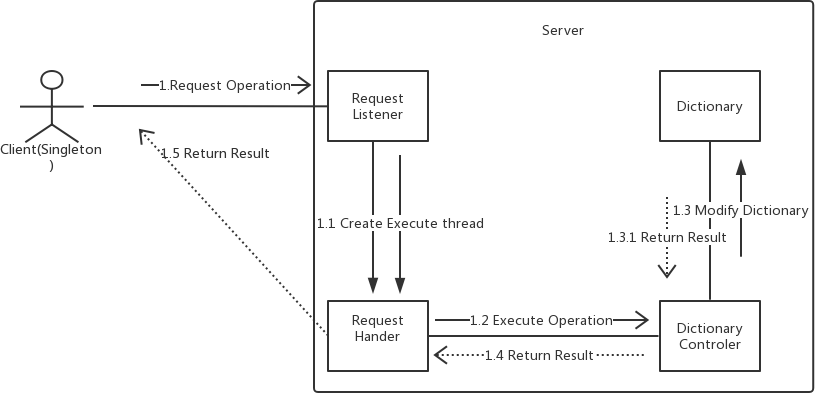 Server
1.Request Operation
Request
Listener
Dictionary
Client(Singleton
)
1.5 Return Result
1.1 Create Execute thread
1.3 Modify Dictionary
1.3.1 Return Result
Request
Hander
1.2 Execute Operation
Dictionary
Controler
1.4 Return Result